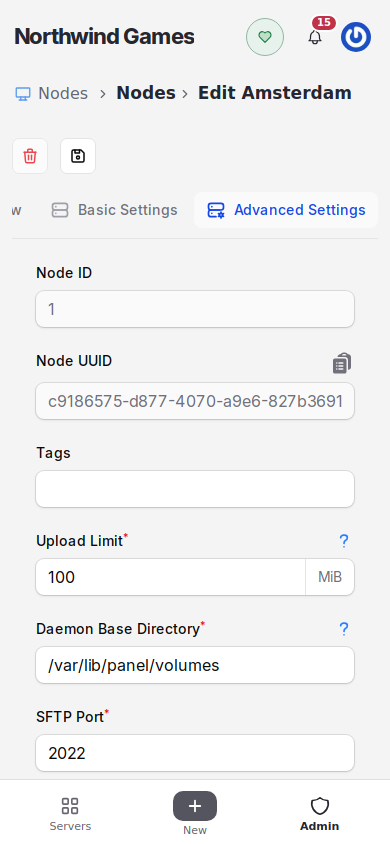 Northwind Games
15
Nodes > Nodes > Edit Amsterdam
w
Basic Settings
Advanced Settings
Node ID
1
Node UUID
c9186575-d877-4070-a9e6-827b3691
Tags
Upload Limit*
?
100
MiB
Daemon Base Directory*
?
/var/lib/panel/volumes
SFTP Port*
2022
Servers
New
Admin